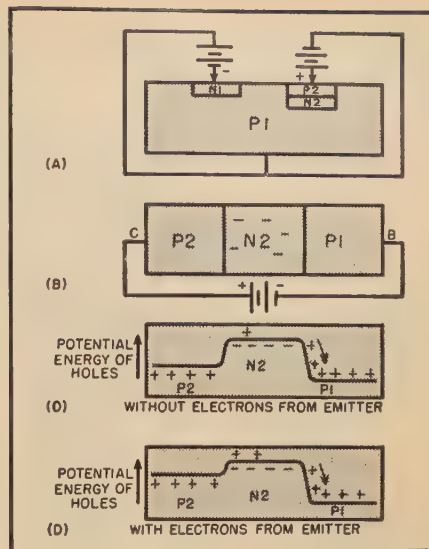 - +
N1 P2
N2
P1
(A)
C P2 N2 P1 B
(B) + -
POTENTIAL
ENERGY OF
HOLES
+
N2
+ + + + + + + + + +
P2 P1
(O) WITHOUT ELECTRONS FROM EMITTER
POTENTIAL
ENERGY OF
HOLES
+ +
+ + + + + + + + +
P2 N2 P1
(D) WITH ELECTRONS FROM EMITTER